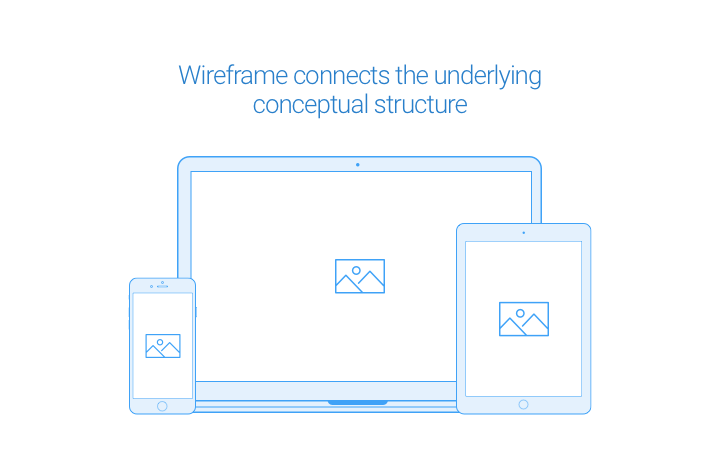 Wireframe connects the underlying
conceptual structure